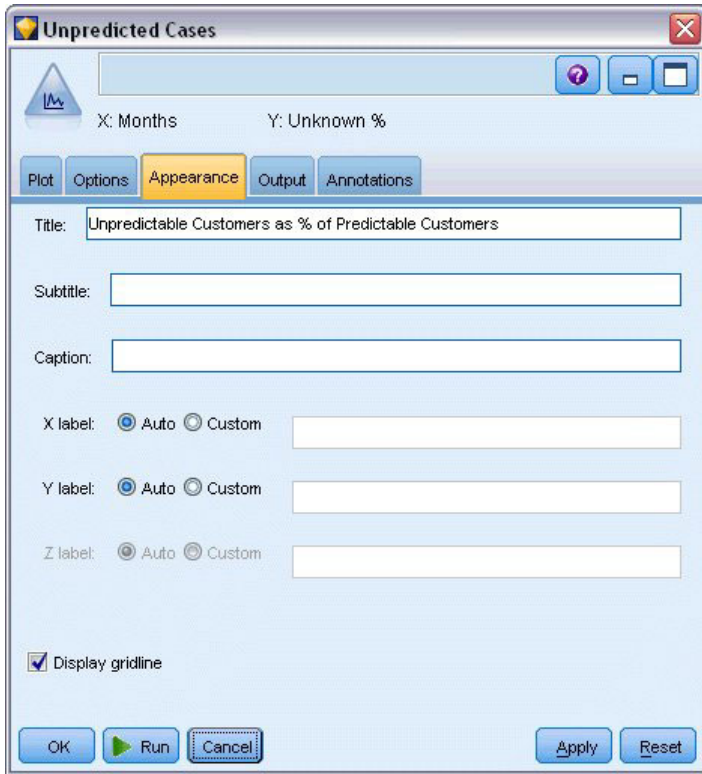 Unpredicted Cases
X: Months Y: Unknown %
Plot Options Appearance Output Annotations
Title: Unpredictable Customers as % of Predictable Customers
Subtitle:
Caption:
X label: Auto Custom
Y label: Auto Custom
Z label: Auto Custom
Display gridline
OK Run Cancel Apply Reset